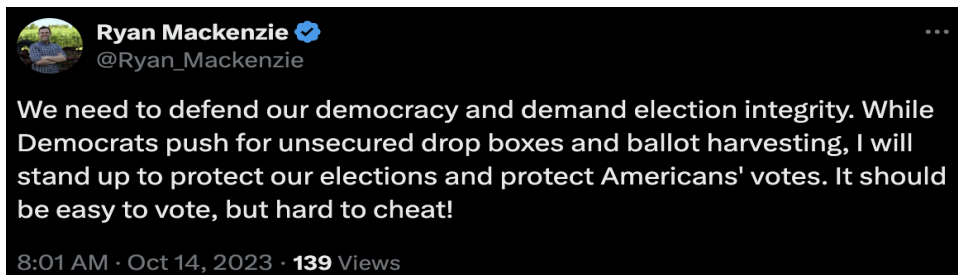 Ryan Mackenzie
@Ryan_Mackenzie
We need to defend our democracy and demand election integrity. While
Democrats push for unsecured drop boxes and ballot harvesting, I will
stand up to protect our elections and protect Americans' votes. It should
be easy to vote, but hard to cheat!
8:01 AM · Oct 14, 2023 · 139 Views